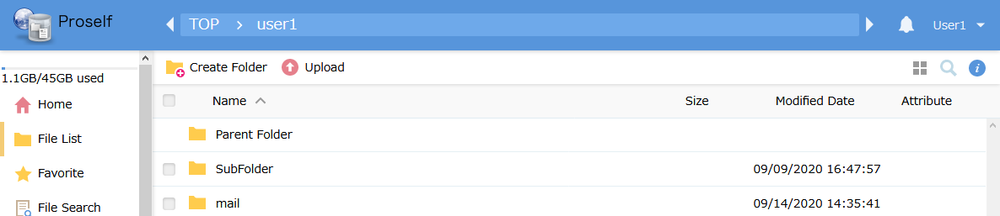 Proself
TOP > user1
User1
1.1GB/45GB used
Home
File List
Favorite
File Search
Create Folder
Upload
Name Size Modified Date Attribute
Parent Folder
SubFolder 09/09/2020 16:47:57
mail 09/14/2020 14:35:41